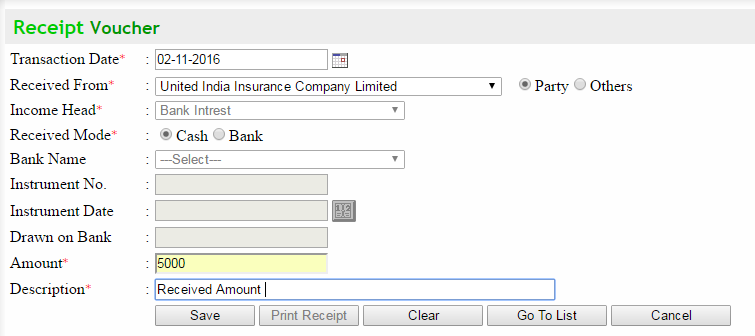 Receipt Voucher
Transaction Date* : 02-11-2016
Received From* : United India Insurance Company Limited Party Others
Income Head* : Bank Intrest
Received Mode* : Cash Bank
Bank Name : ---Select---
Instrument No. :
Instrument Date :
Drawn on Bank :
Amount* : 5000
Description* : Received Amount
Save Print Receipt Clear Go To List Cancel